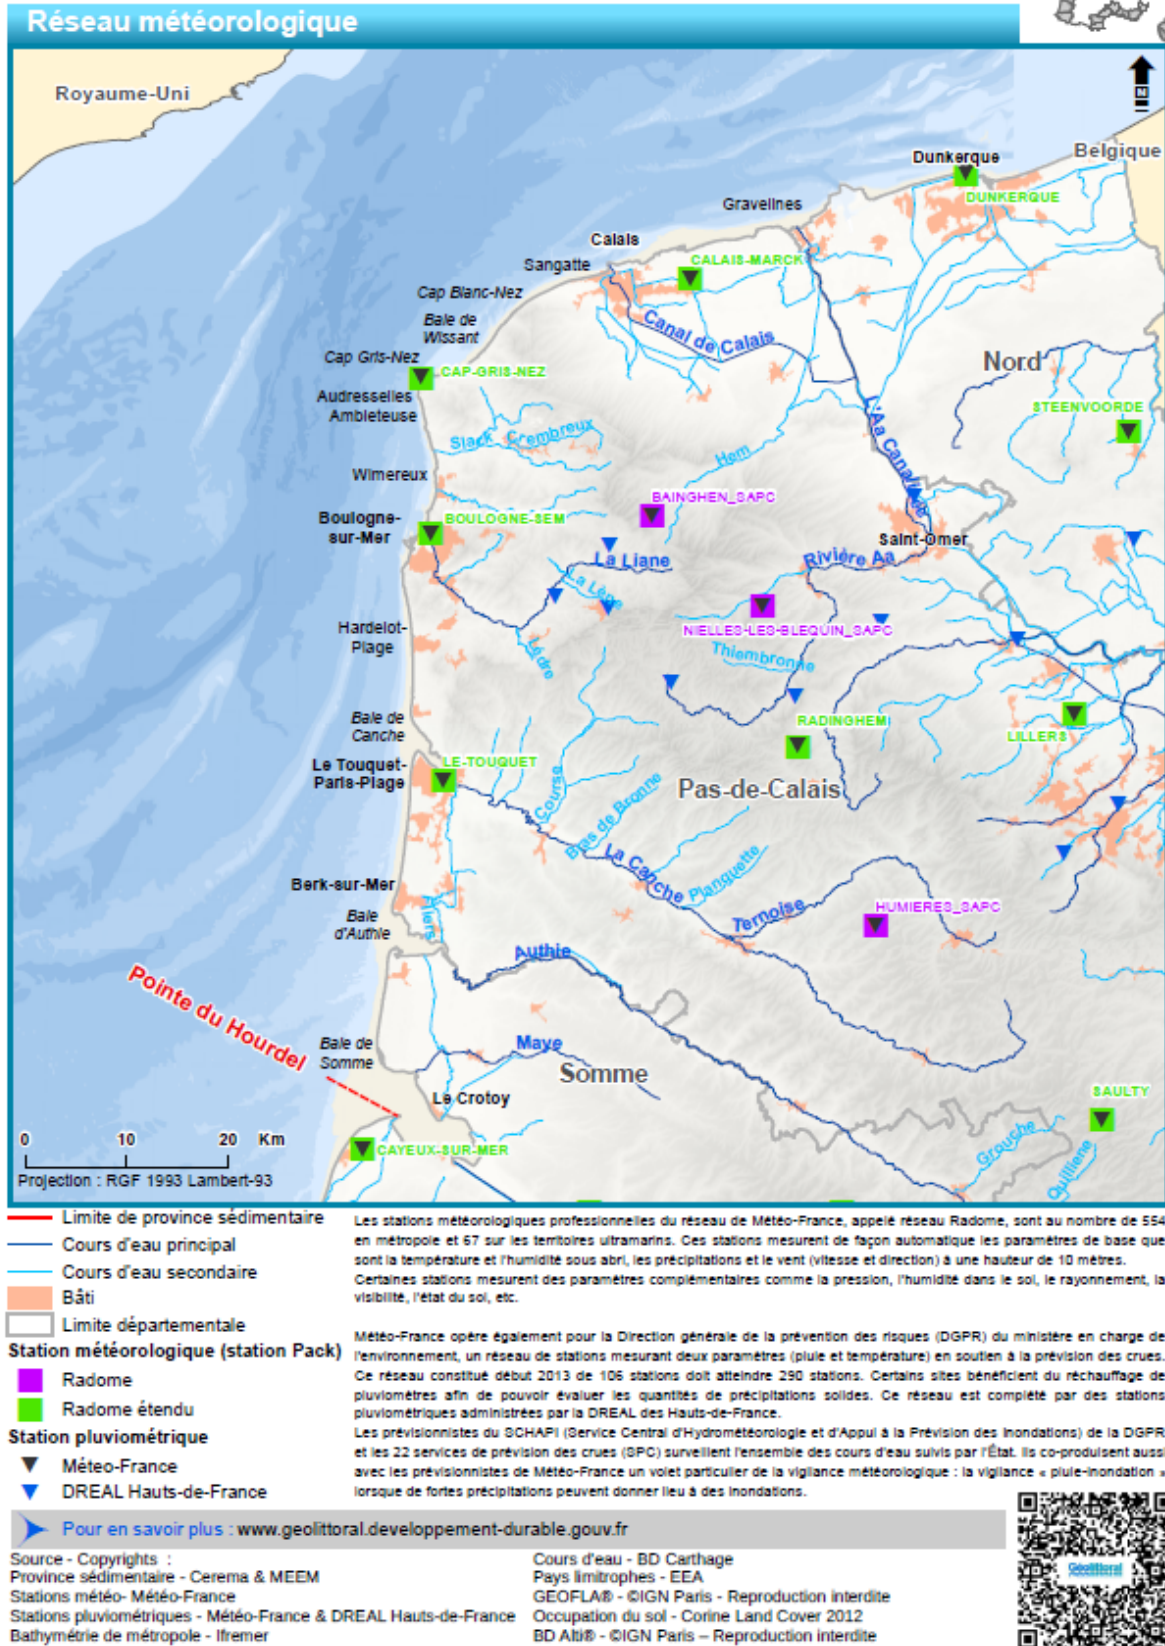 Réseau météorologique
Royaume-Uni
N
Belgique
Dunkerque
DUNKERQUE
Gravelines
Calais
CALAIS-MARCK
Sangatte
Cap Blanc-Nez
Baie de
Wissant
Canal de Calais
Cap Gris-Nez
CAP-GRIS-NEZ
Nord
Audresselles
Ambleteuse
L'Aa Canalisée
STEENVOORDE
Slack
Crembreux
Hem
Wimereux
BAINGHEN_SAPC
Boulogne-
sur-Mer
BOULOGNE-SEM
Saint-Omer
La Liane
Rivière Aa
La Lène
NIELLES-LES-BLEQUIN_SAPC
Hardelot-
Plage
Lédre
Thiembronne
Baie de
Canche
RADINGHEM
LILLERS
Le Touquet-
Paris-Plage
LE-TOUQUET
Pas-de-Calais
Course
Bras de Bronne
La Canche
Planquette
Berk-sur-Mer
Fliers
Ternoise
HUMIERES_SAPC
Baie
d'Authie
Authie
Pointe du Hourdel
Baie de
Somme
Maye
Somme
Le Crotoy
SAULTY
Grouche
Quilliene
CAYEUX-SUR-MER
0 10 20 Km
Projection : RGF 1993 Lambert-93
Limite de province sédimentaire
Cours d'eau principal
Cours d'eau secondaire
Bâti
Limite départementale
Station météorologique (station Pack)
Radome
Radome étendu
Station pluviométrique
Méteo-France
DREAL Hauts-de-France
Les stations météorologiques professionnelles du réseau de Météo-France, appelé réseau Radome, sont au nombre de 554
en métropole et 67 sur les territoires ultramarins. Ces stations mesurent de façon automatique les paramètres de base que
sont la température et l'humidité sous abri, les précipitations et le vent (vitesse et direction) à une hauteur de 10 mètres.
Certaines stations mesurent des paramètres complémentaires comme la pression, l'humidité dans le sol, le rayonnement, la
visibilité, l'état du sol, etc.
Météo-France opère également pour la Direction générale de la prévention des risques (DGPR) du ministère en charge de
l'environnement, un réseau de stations mesurant deux paramètres (pluie et température) en soutien à la prévision des crues.
Ce réseau constitué début 2013 de 106 stations doit atteindre 290 stations. Certains sites bénéficient du réchauffage de
pluviomètres afin de pouvoir évaluer les quantités de précipitations solides. Ce réseau est complété par des stations
pluviométriques administrées par la DREAL des Hauts-de-France.
Les prévisionnistes du SCHAPI (Service Central d'Hydrométéorologie et d'Appui à la Prévision des Inondations) de la DGPR
et les 22 services de prévision des crues (SPC) surveillent l'ensemble des cours d'eau suivis par l'État. Ils co-produisent aussi
avec les prévisionnistes de Météo-France un volet particulier de la vigilance météorologique : la vigilance « pluie-inondation »
lorsque de fortes précipitations peuvent donner lieu à des inondations.
Pour en savoir plus : www.geolittoral.developpement-durable.gouv.fr
Source - Copyrights :
Province sédimentaire - Cerema & MEEM
Stations météo- Météo-France
Stations pluviométriques - Météo-France & DREAL Hauts-de-France
Bathymétrie de métropole - Ifremer
Cours d'eau - BD Carthage
Pays limitrophes - EEA
GEOFLA® - ©IGN Paris - Reproduction interdite
Occupation du sol - Corine Land Cover 2012
BD Alti® - ©IGN Paris – Reproduction interdite
Géolittoral